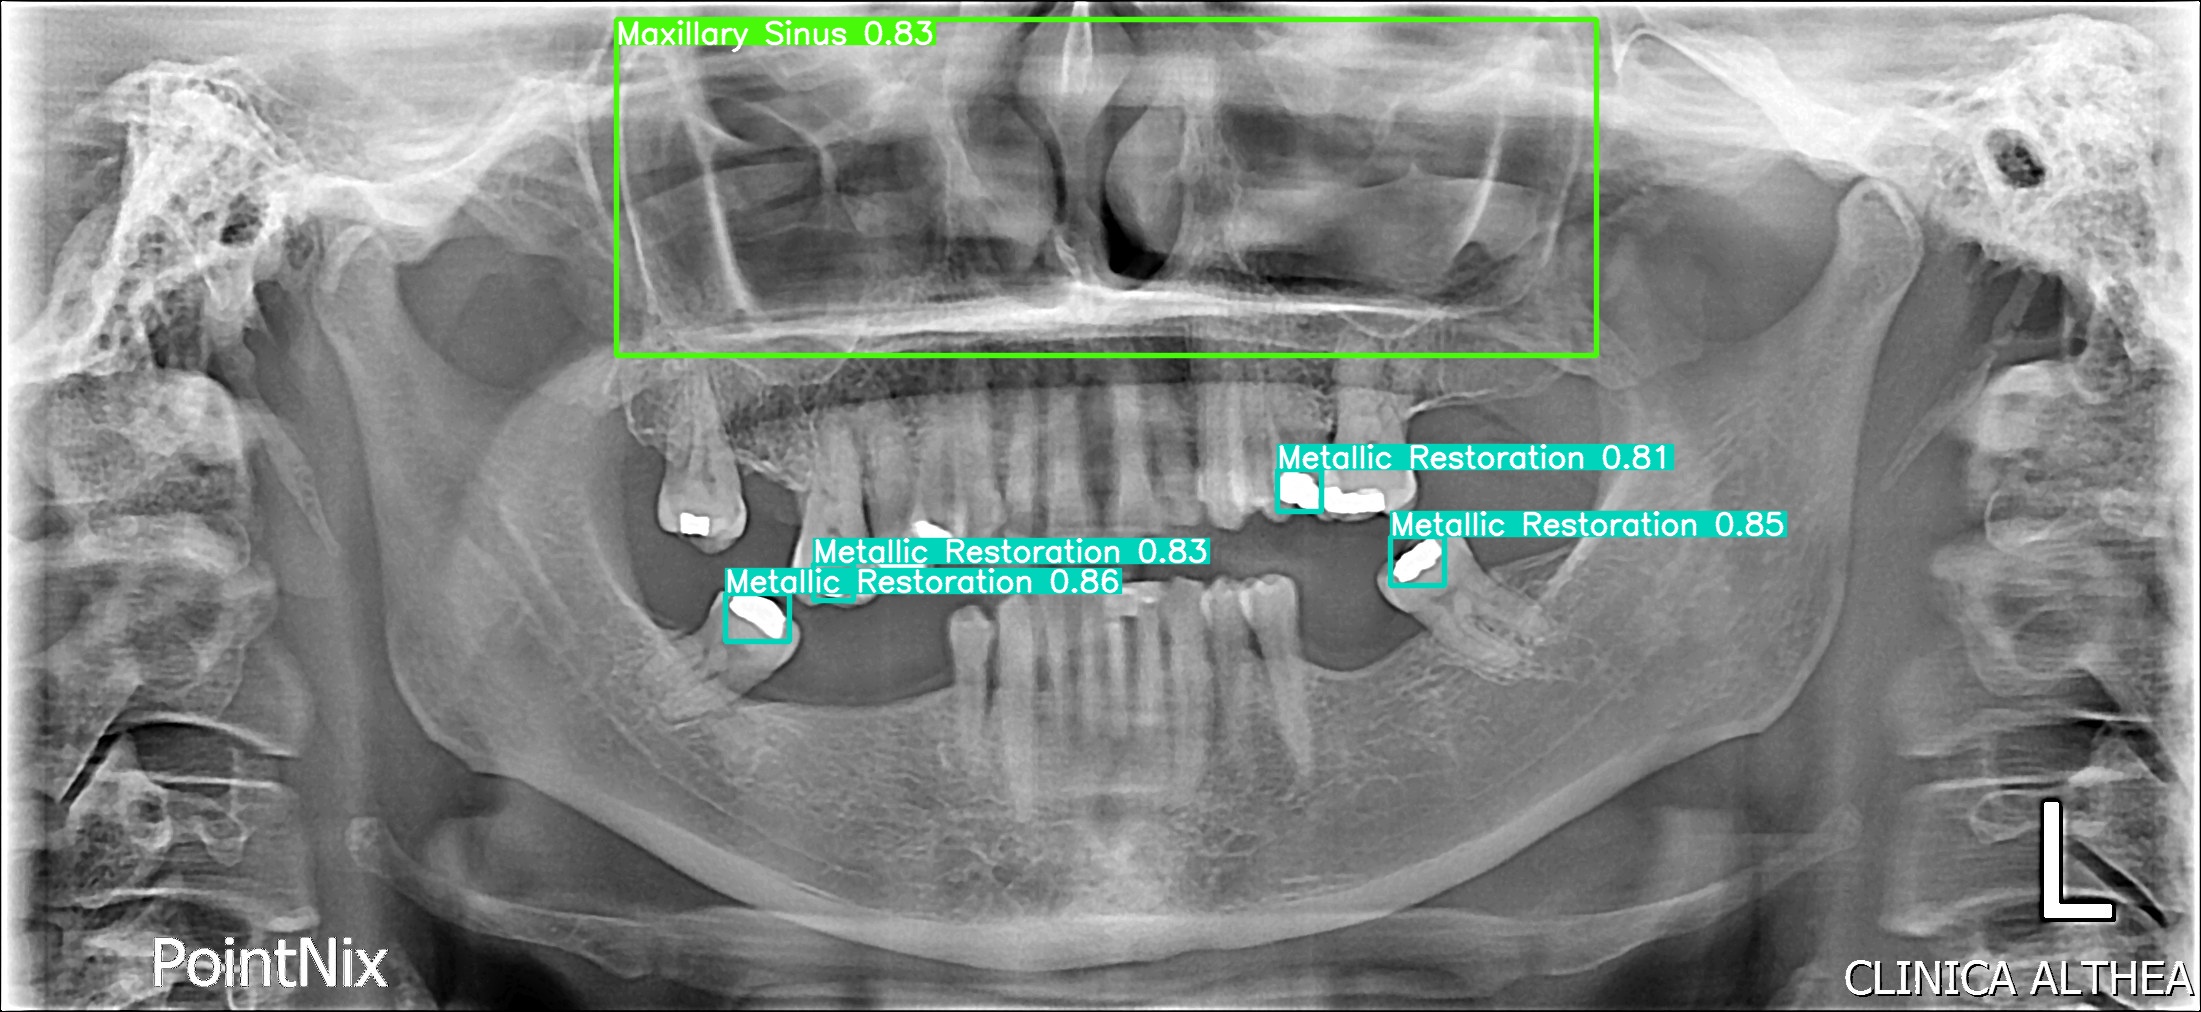 Maxillary Sinus 0.83
Metallic Restoration 0.81
Metallic Restoration 0.85
Metallic Restoration 0.83
Metallic Restoration 0.86
L
PointNix
CLINICA ALTHEA